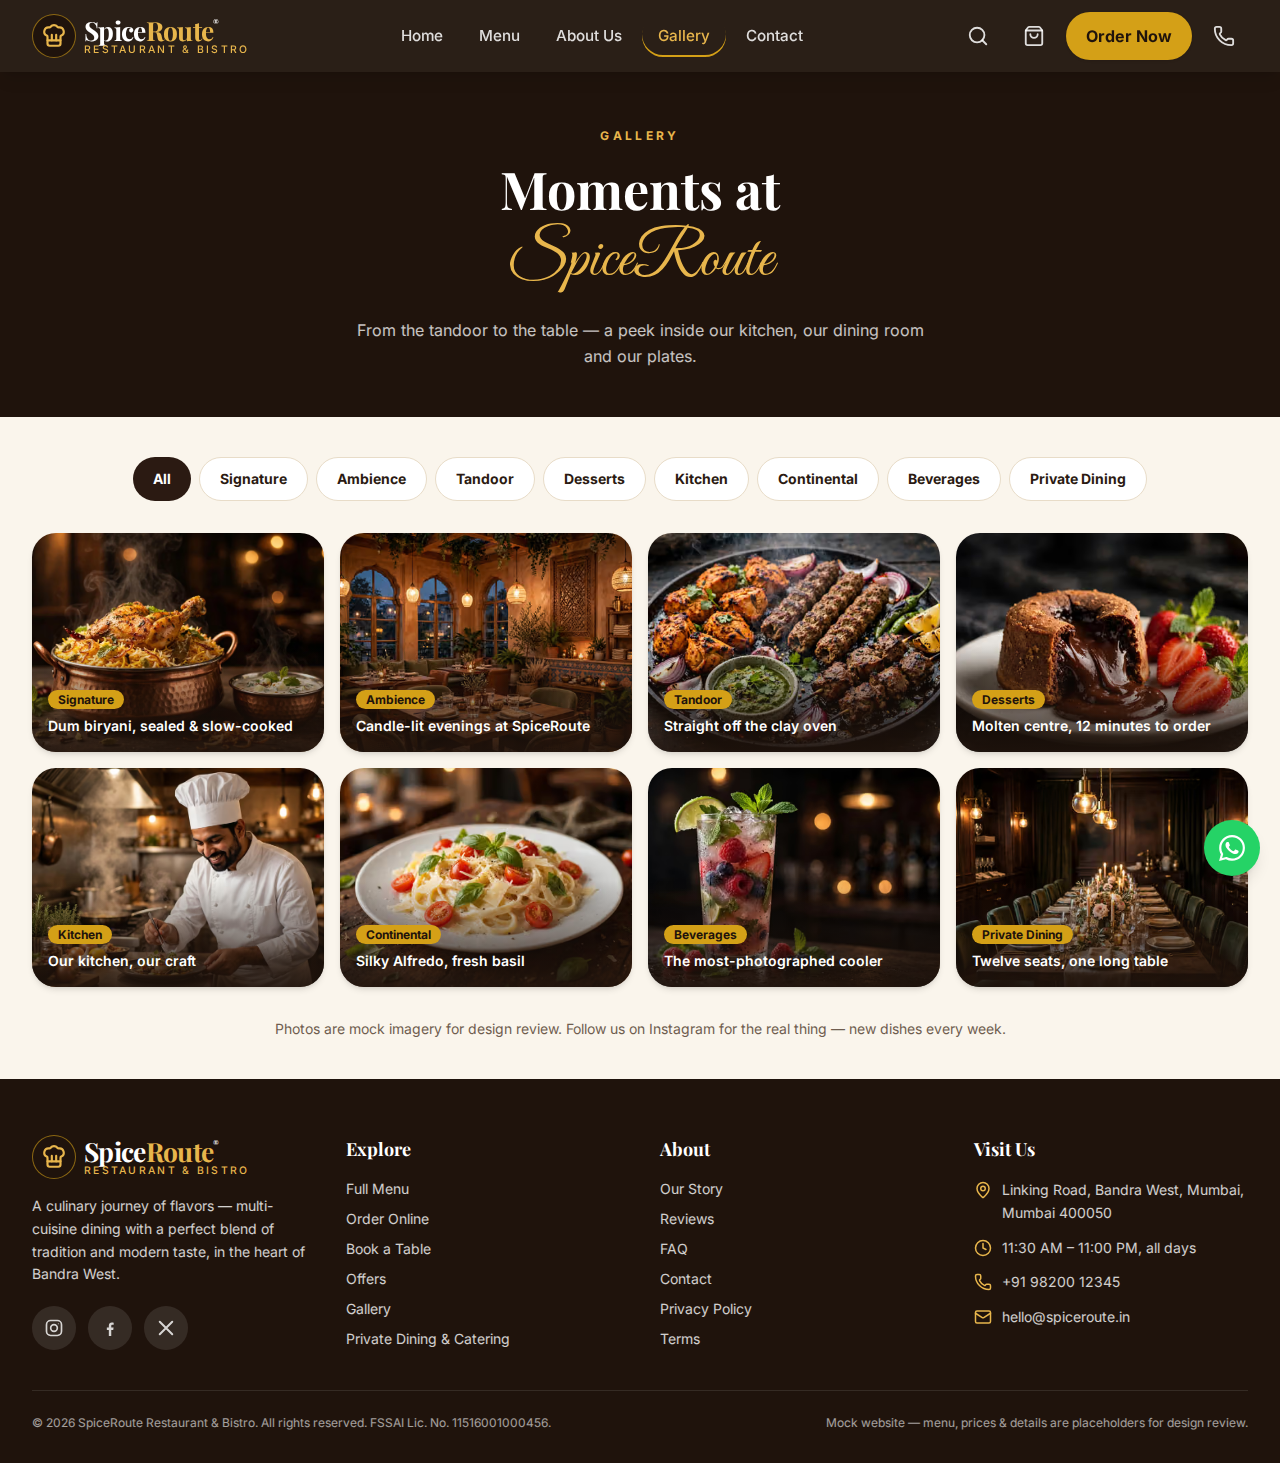 SpiceRoute®
RESTAURANT & BISTRO
Home
Menu
About Us
Gallery
Contact
Order Now
GALLERY
Moments at
SpiceRoute
From the tandoor to the table — a peek inside our kitchen, our dining room
and our plates.
All
Signature
Ambience
Tandoor
Desserts
Kitchen
Continental
Beverages
Private Dining
Signature
Dum biryani, sealed & slow-cooked
Ambience
Candle-lit evenings at SpiceRoute
Tandoor
Straight off the clay oven
Desserts
Molten centre, 12 minutes to order
Kitchen
Our kitchen, our craft
Continental
Silky Alfredo, fresh basil
Beverages
The most-photographed cooler
Private Dining
Twelve seats, one long table
Photos are mock imagery for design review. Follow us on Instagram for the real thing — new dishes every week.
SpiceRoute®
RESTAURANT & BISTRO
A culinary journey of flavors — multi-
cuisine dining with a perfect blend of
tradition and modern taste, in the heart of
Bandra West.
Explore
Full Menu
Order Online
Book a Table
Offers
Gallery
Private Dining & Catering
About
Our Story
Reviews
FAQ
Contact
Privacy Policy
Terms
Visit Us
Linking Road, Bandra West, Mumbai,
Mumbai 400050
11:30 AM – 11:00 PM, all days
+91 98200 12345
hello@spiceroute.in
© 2026 SpiceRoute Restaurant & Bistro. All rights reserved. FSSAI Lic. No. 11516001000456.
Mock website — menu, prices & details are placeholders for design review.